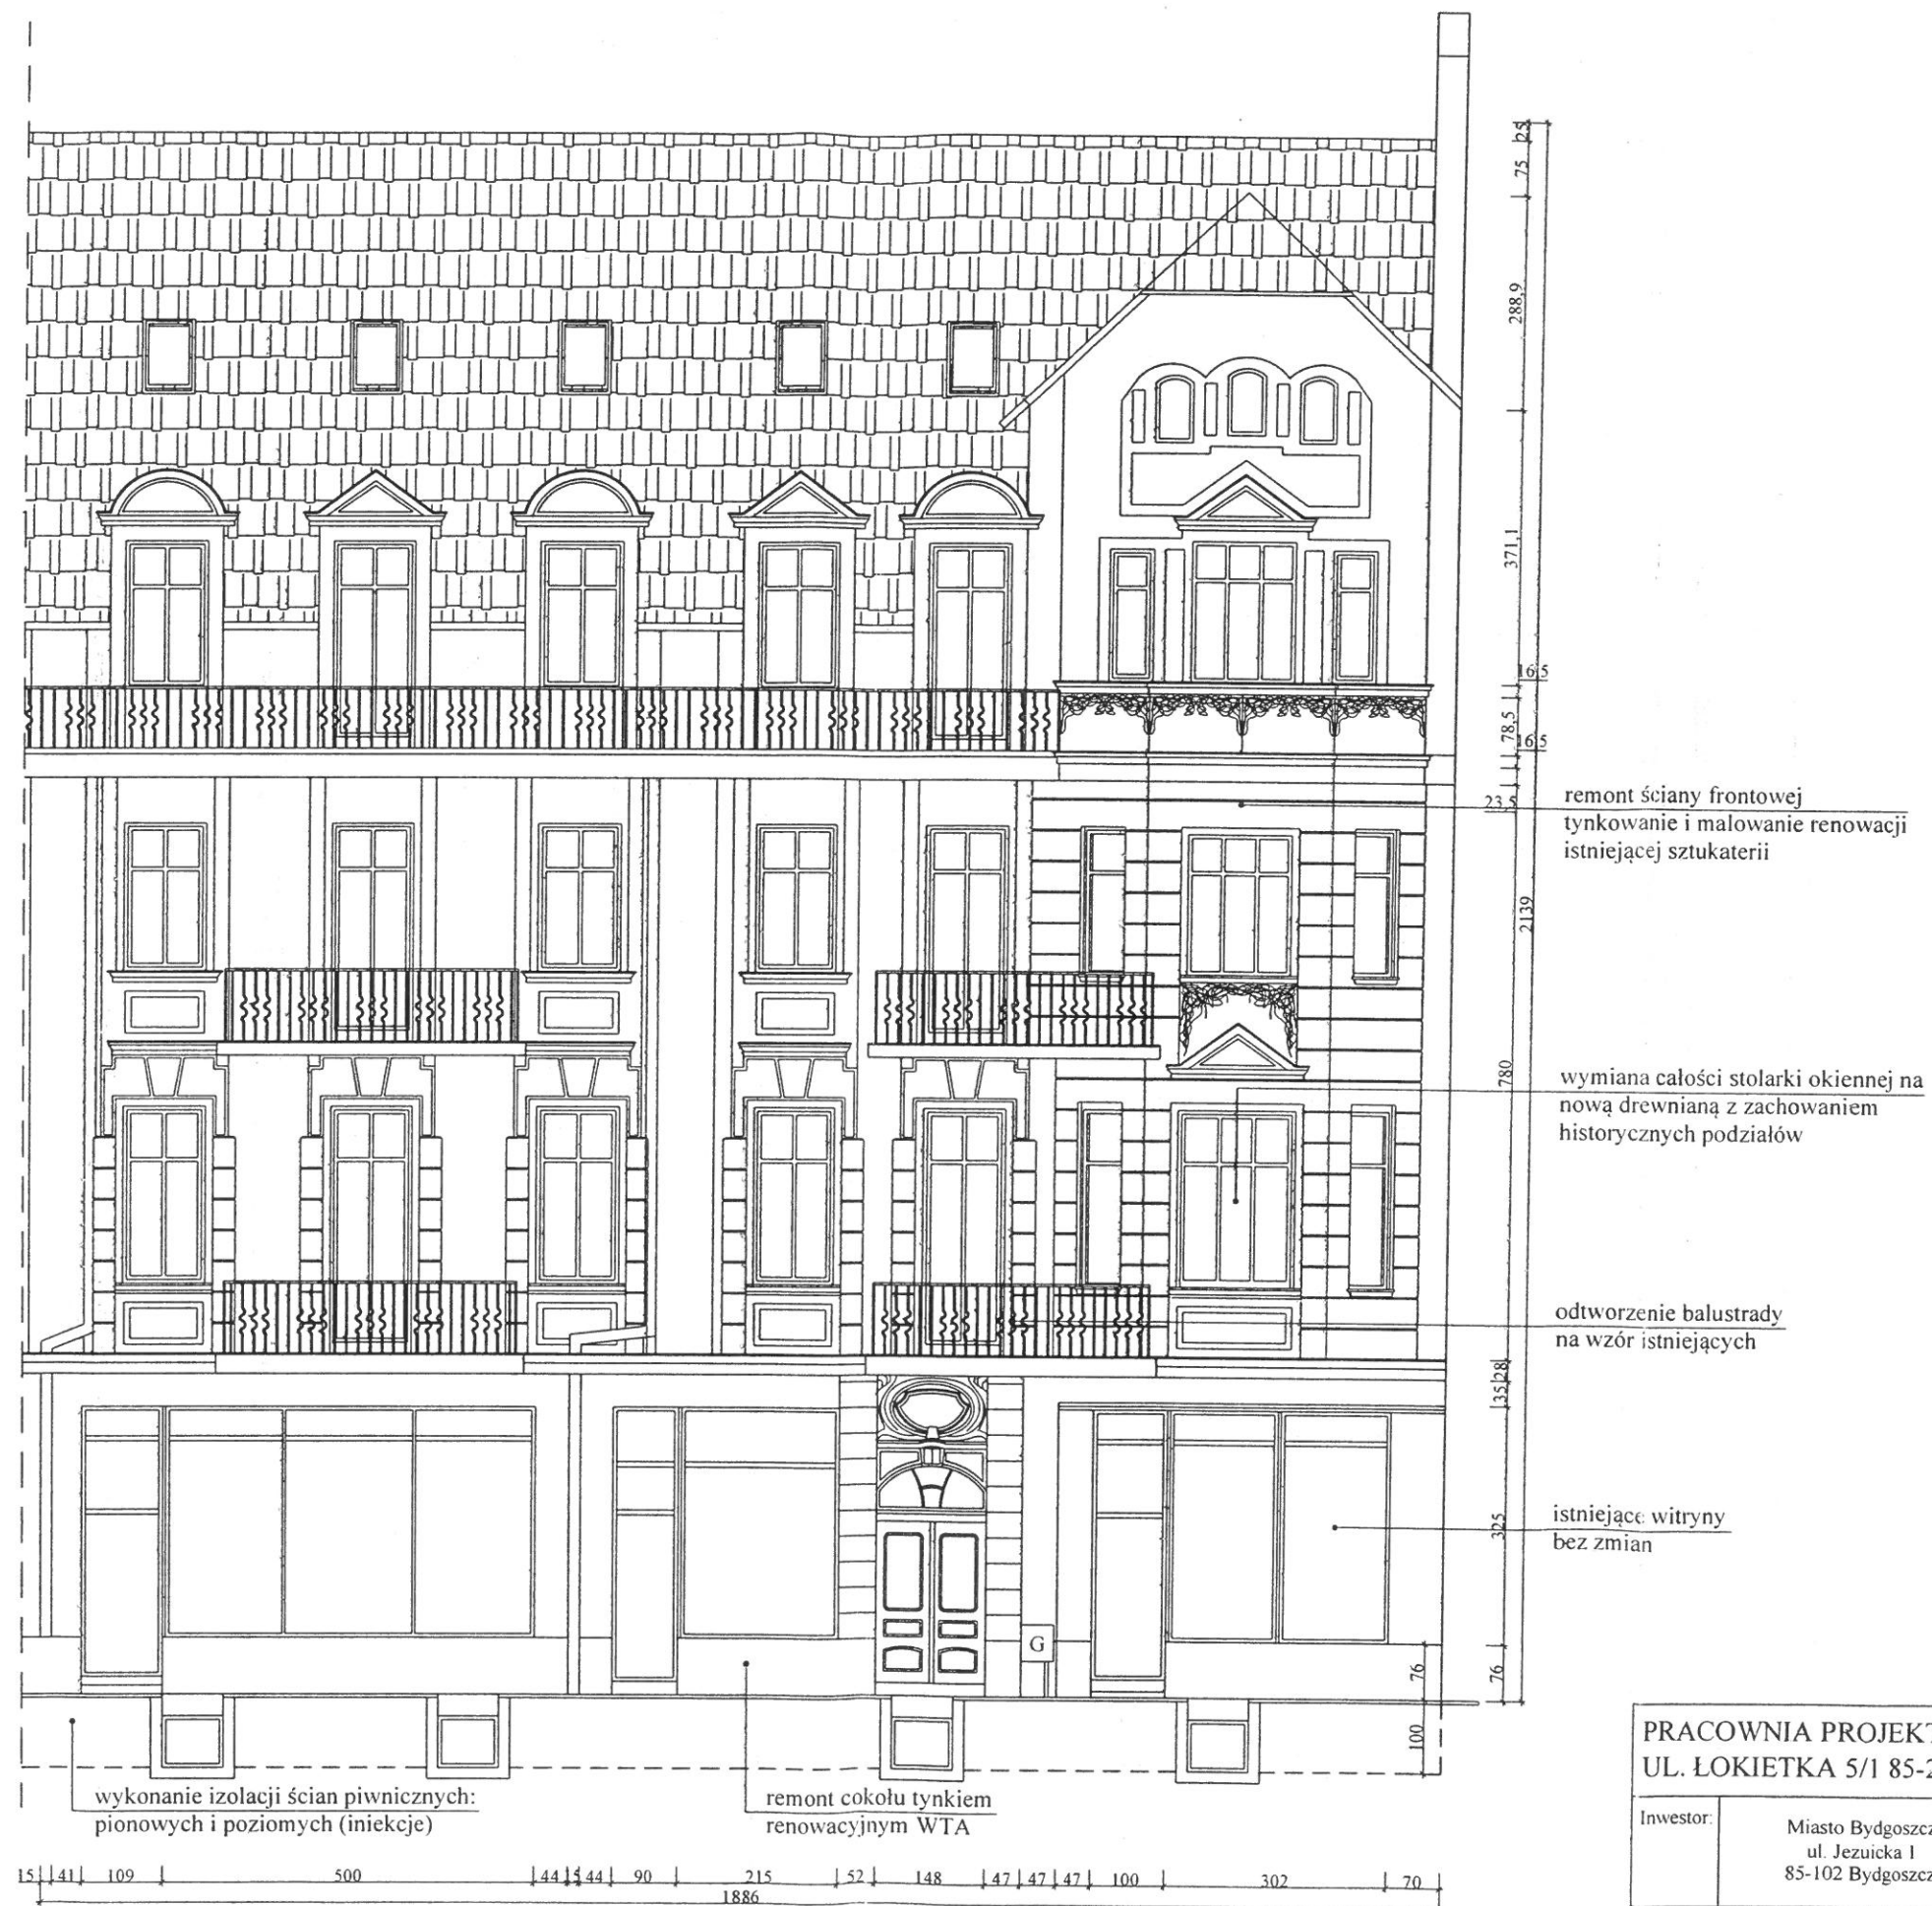 25
75
288,9
371,1
16,5
78,5
16,5
23,5
remont ściany frontowej
tynkowanie i malowanie renowacji
istniejącej sztukaterii
2139
780
wymiana całości stolarki okiennej na
nową drewnianą z zachowaniem
historycznych podziałów
odtworzenie balustrady
na wzór istniejących
28
35
325
istniejące witryny
bez zmian
G
76
76
100
wykonanie izolacji ścian piwnicznych:
pionowych i poziomych (iniekcje)
remont cokołu tynkiem
renowacyjnym WTA
15 41 109 500 44 15 44 90 215 52 148 47 47 47 100 302 70
1886
PRACOWNIA PROJEKT
UL. ŁOKIETKA 5/1 85-2
Inwestor:
Miasto Bydgoszcz
ul. Jezuicka 1
85-102 Bydgoszcz